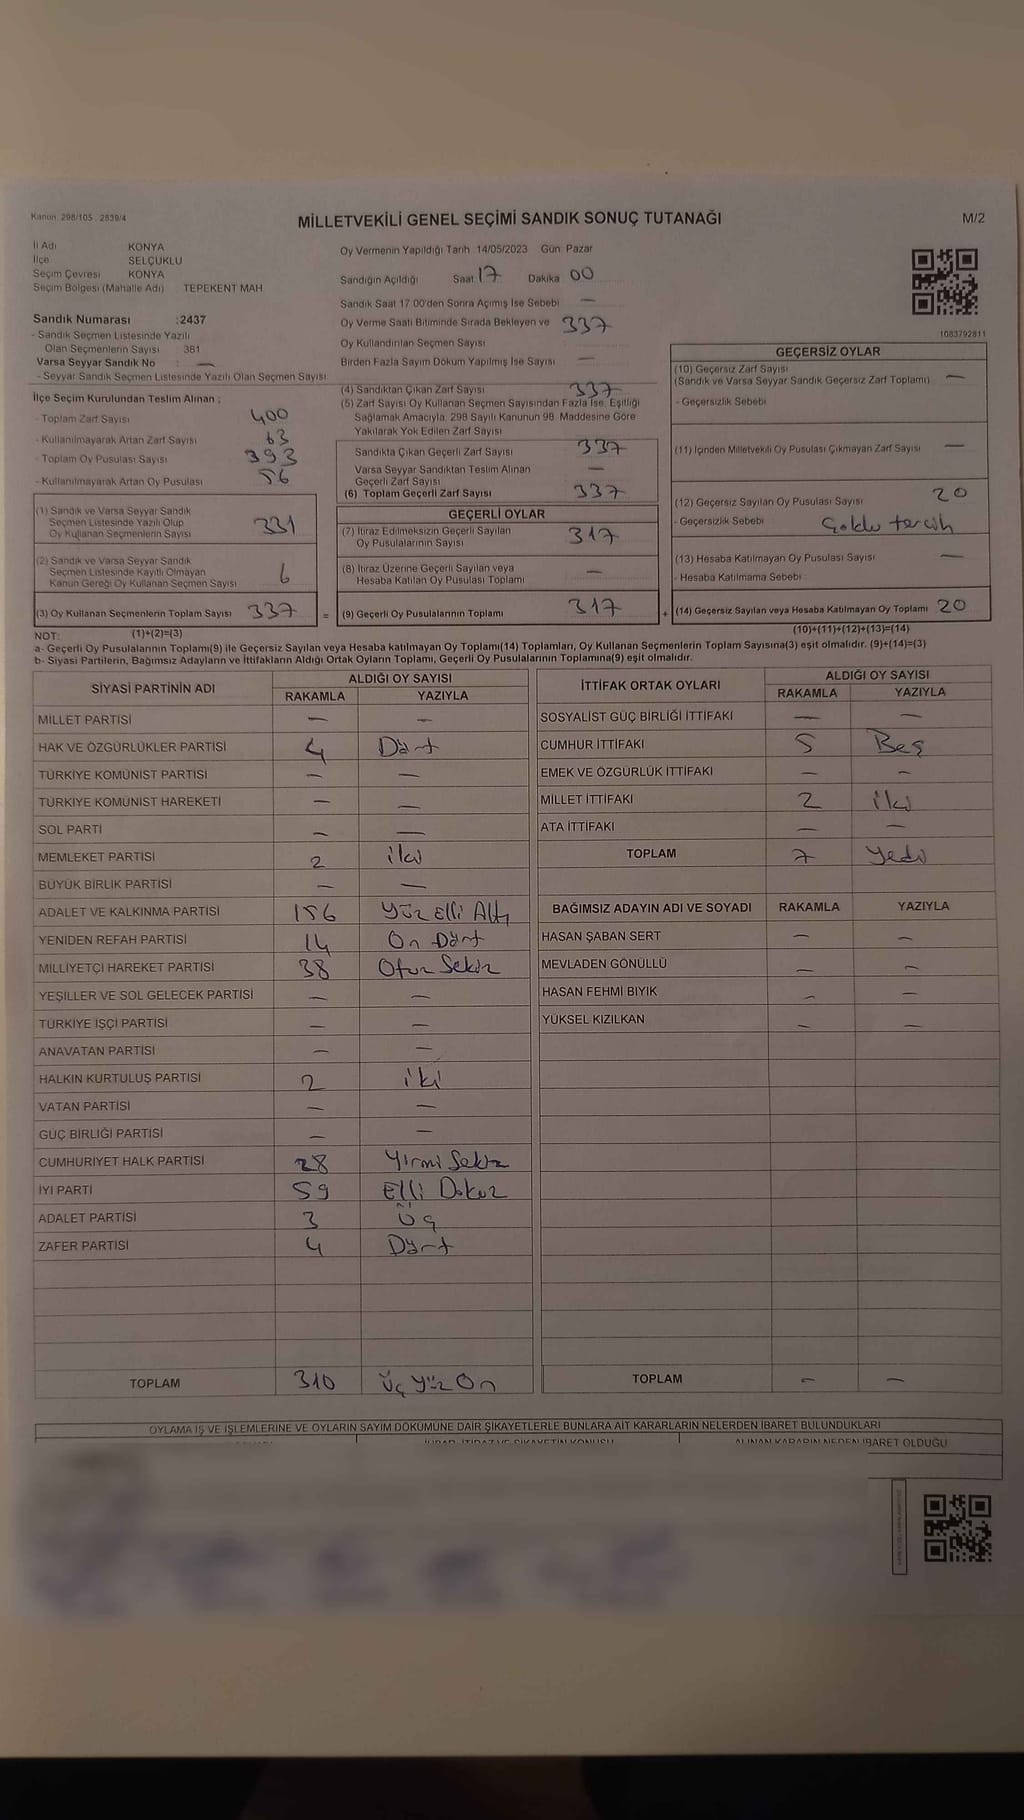 Kanun: 298/105 , 2839/4
MİLLETVEKİLİ GENEL SEÇİMİ SANDIK SONUÇ TUTANAĞI
M/2
İl Adı KONYA
İlçe SELÇUKLU
Seçim Çevresi KONYA
Seçim Bölgesi (Mahalle Adı) TEPEKENT MAH
Sandık Numarası :2437
- Sandık Seçmen Listesinde Yazılı
Olan Seçmenlerin Sayısı : 381
Varsa Seyyar Sandık No : —
- Seyyar Sandık Seçmen Listesinde Yazılı Olan Seçmen Sayısı
İlçe Seçim Kurulundan Teslim Alınan ;
- Toplam Zarf Sayısı 400
- Kullanılmayarak Artan Zarf Sayısı 63
- Toplam Oy Pusulası Sayısı 393
- Kullanılmayarak Artan Oy Pusulası 56
(1) Sandık ve Varsa Seyyar Sandık
Seçmen Listesinde Yazılı Olup
Oy Kullanan Seçmenlerin Sayısı 331
(2) Sandık ve Varsa Seyyar Sandık
Seçmen Listesinde Kayıtlı Olmayan
Kanun Gereği Oy Kullanan Seçmen Sayısı 6
(3) Oy Kullanan Seçmenlerin Toplam Sayısı 337 =
(1)+(2)=(3)
Oy Vermenin Yapıldığı Tarih 14/05/2023 Gün Pazar
Sandığın Açıldığı Saat 17 Dakika 00
Sandık Saat 17.00'den Sonra Açımış İse Sebebi —
Oy Verme Saati Bitiminde Sırada Bekleyen ve 337
Oy Kullandırılan Seçmen Sayısı
Birden Fazla Sayım Döküm Yapılmış İse Sayısı —
(4) Sandıktan Çıkan Zarf Sayısı 337
(5) Zarf Sayısı Oy Kullanan Seçmen Sayısından Fazla İse, Eşitliği
Sağlamak Amacıyla, 298 Sayılı Kanunun 98. Maddesine Göre
Yakılarak Yok Edilen Zarf Sayısı
Sandıkta Çıkan Geçerli Zarf Sayısı 337
Varsa Seyyar Sandıktan Teslim Alınan
Geçerli Zarf Sayısı —
(6) Toplam Geçerli Zarf Sayısı 337
GEÇERLİ OYLAR
(7) İtiraz Edilmeksizin Geçerli Sayılan
Oy Pusulalarının Sayısı 317
(8) İtiraz Üzerine Geçerli Sayılan veya
Hesaba Katılan Oy Pusulası Toplamı —
(9) Geçerli Oy Pusulalarının Toplamı 317 +
1083792811
GEÇERSİZ OYLAR
(10) Geçersiz Zarf Sayısı
(Sandık ve Varsa Seyyar Sandık Geçersiz Zarf Toplamı) —
- Geçersizlik Sebebi
(11) İçinden Milletvekili Oy Pusulası Çıkmayan Zarf Sayısı —
(12) Geçersiz Sayılan Oy Pusulası Sayısı 20
- Geçersizlik Sebebi Çoklu tercih
(13) Hesaba Katılmayan Oy Pusulası Sayısı —
- Hesaba Katılmama Sebebi
(14) Geçersiz Sayılan veya Hesaba Katılmayan Oy Toplamı 20
(10)+(11)+(12)+(13)=(14)
NOT:
a- Geçerli Oy Pusulalarının Toplamı(9) ile Geçersiz Sayılan veya Hesaba katılmayan Oy Toplamı(14) Toplamları, Oy Kullanan Seçmenlerin Toplam Sayısına(3) eşit olmalıdır. (9)+(14)=(3)
b- Siyasi Partilerin, Bağımsız Adayların ve İttifakların Aldığı Ortak Oyların Toplamı, Geçerli Oy Pusulalarının Toplamına(9) eşit olmalıdır.
SİYASİ PARTİNİN ADI ALDIĞI OY SAYISI
RAKAMLA YAZIYLA
MİLLET PARTİSİ — —
HAK VE ÖZGÜRLÜKLER PARTİSİ 4 Dört
TÜRKİYE KOMÜNİST PARTİSİ — —
TÜRKİYE KOMÜNİST HAREKETİ — —
SOL PARTİ — —
MEMLEKET PARTİSİ 2 iki
BÜYÜK BİRLİK PARTİSİ — —
ADALET VE KALKINMA PARTİSİ 156 Yüz Elli Altı
YENİDEN REFAH PARTİSİ 14 On Dört
MİLLİYETÇİ HAREKET PARTİSİ 38 Otuz Sekiz
YEŞİLLER VE SOL GELECEK PARTİSİ — —
TÜRKİYE İŞÇİ PARTİSİ — —
ANAVATAN PARTİSİ — —
HALKIN KURTULUŞ PARTİSİ 2 iki
VATAN PARTİSİ — —
GÜÇ BİRLİĞİ PARTİSİ — —
CUMHURİYET HALK PARTİSİ 28 Yirmi Sekiz
İYİ PARTİ 59 Elli Dokuz
ADALET PARTİSİ 3 Üç
ZAFER PARTİSİ 4 Dört
TOPLAM 310 Üç Yüz On
İTTİFAK ORTAK OYLARI ALDIĞI OY SAYISI
RAKAMLA YAZIYLA
SOSYALİST GÜÇ BİRLİĞİ İTTİFAKI — —
CUMHUR İTTİFAKI 5 Beş
EMEK VE ÖZGÜRLÜK İTTİFAKI — —
MİLLET İTTİFAKI 2 iki
ATA İTTİFAKI — —
TOPLAM 7 Yedi
BAĞIMSIZ ADAYIN ADI VE SOYADI RAKAMLA YAZIYLA
HASAN ŞABAN SERT — —
MEVLADEN GÖNÜLLÜ — —
HASAN FEHMİ BIYIK — —
YÜKSEL KIZILKAN — —
TOPLAM — —
OYLAMA İŞ VE İŞLEMLERİNE VE OYLARIN SAYIM DÖKÜMÜNE DAİR ŞİKAYETLERLE BUNLARA AİT KARARLARIN NELERDEN İBARET BULUNDUKLARI
ALINAN KARARIN NEDEN İBARET OLDUĞU